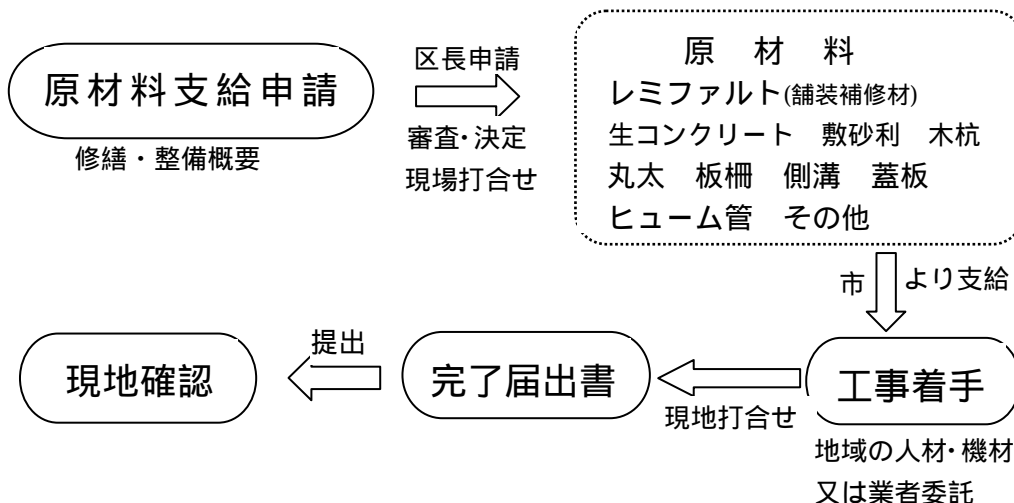 原材料支給申請
修繕・整備概要
区長申請
審査・決定
現場打合せ
原　材　料
レミファルト(舗装補修材)
生コンクリート　敷砂利　木杭
丸太　板柵　側溝　蓋板
ヒューム管　その他
市　より支給
工事着手
地域の人材・機材
又は業者委託
現地打合せ
完了届出書
提出
現地確認